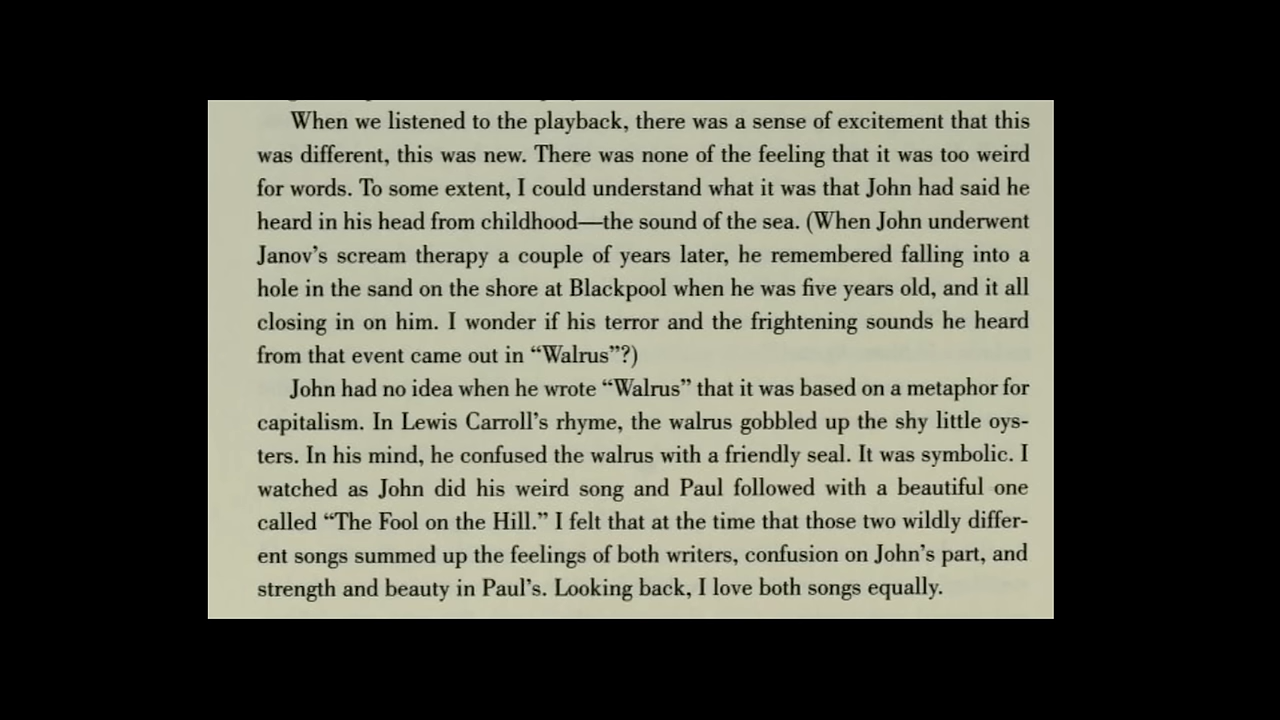 When we listened to the playback, there was a sense of excitement that this
was different, this was new. There was none of the feeling that it was too weird
for words. To some extent, I could understand what it was that John had said he
heard in his head from childhood—the sound of the sea. (When John underwent
Janov’s scream therapy a couple of years later, he remembered falling into a
hole in the sand on the shore at Blackpool when he was five years old, and it all
closing in on him. I wonder if his terror and the frightening sounds he heard
from that event came out in “Walrus”?)
John had no idea when he wrote “Walrus” that it was based on a metaphor for
capitalism. In Lewis Carroll’s rhyme, the walrus gobbled up the shy little oys-
ters. In his mind, he confused the walrus with a friendly seal. It was symbolic. I
watched as John did his weird song and Paul followed with a beautiful one
called “The Fool on the Hill.” I felt that at the time that those two wildly differ-
ent songs summed up the feelings of both writers, confusion on John’s part, and
strength and beauty in Paul’s. Looking back, I love both songs equally.